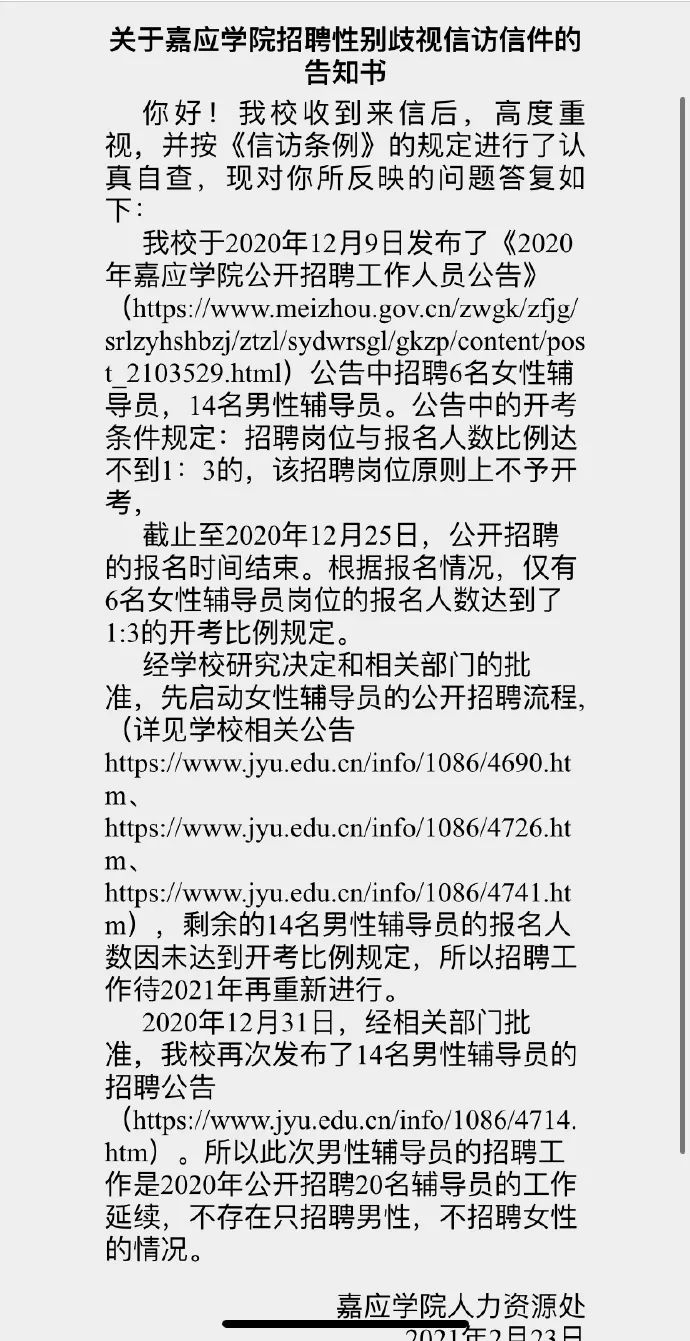 关于嘉应学院招聘性别歧视信访信件的
告知书
你好！我校收到来信后，高度重
视，并按《信访条例》的规定进行了认
真自查，现对你所反映的问题答复如
下：
我校于2020年12月9日发布了《2020
年嘉应学院公开招聘工作人员公告》
（https://www.meizhou.gov.cn/zwgk/zfjg/
srlzyhshbzj/ztzl/sydwrsgl/gkzp/content/pos
t_2103529.html）公告中招聘6名女性辅
导员，14名男性辅导员。公告中的开考
条件规定：招聘岗位与报名人数比例达
不到1：3的，该招聘岗位原则上不予开
考，
截止至2020年12月25日，公开招聘
的报名时间结束。根据报名情况，仅有
6名女性辅导员岗位的报名人数达到了
1:3的开考比例规定。
经学校研究决定和相关部门的批
准，先启动女性辅导员的公开招聘流程，
（详见学校相关公告
https://www.jyu.edu.cn/info/1086/4690.ht
m、
https://www.jyu.edu.cn/info/1086/4726.ht
m、
https://www.jyu.edu.cn/info/1086/4741.ht
m），剩余的14名男性辅导员的报名人
数因未达到开考比例规定，所以招聘工
作待2021年再重新进行。
2020年12月31日，经相关部门批
准，我校再次发布了14名男性辅导员的
招聘公告
（https://www.jyu.edu.cn/info/1086/4714.
htm）。所以此次男性辅导员的招聘工
作是2020年公开招聘20名辅导员的工作
延续，不存在只招聘男性，不招聘女性
的情况。
嘉应学院人力资源处
2021年2月23日